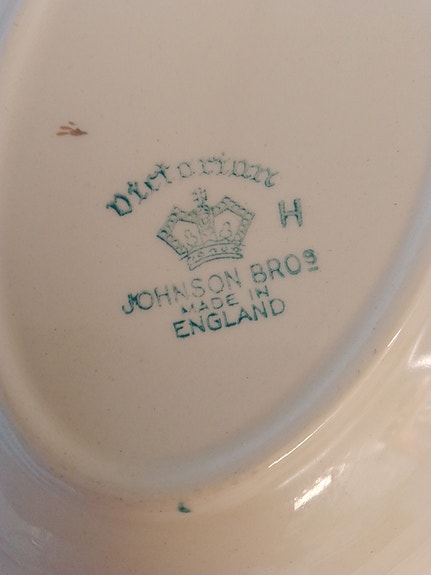 Victorian
H
JOHNSON BROS
MADE IN
ENGLAND